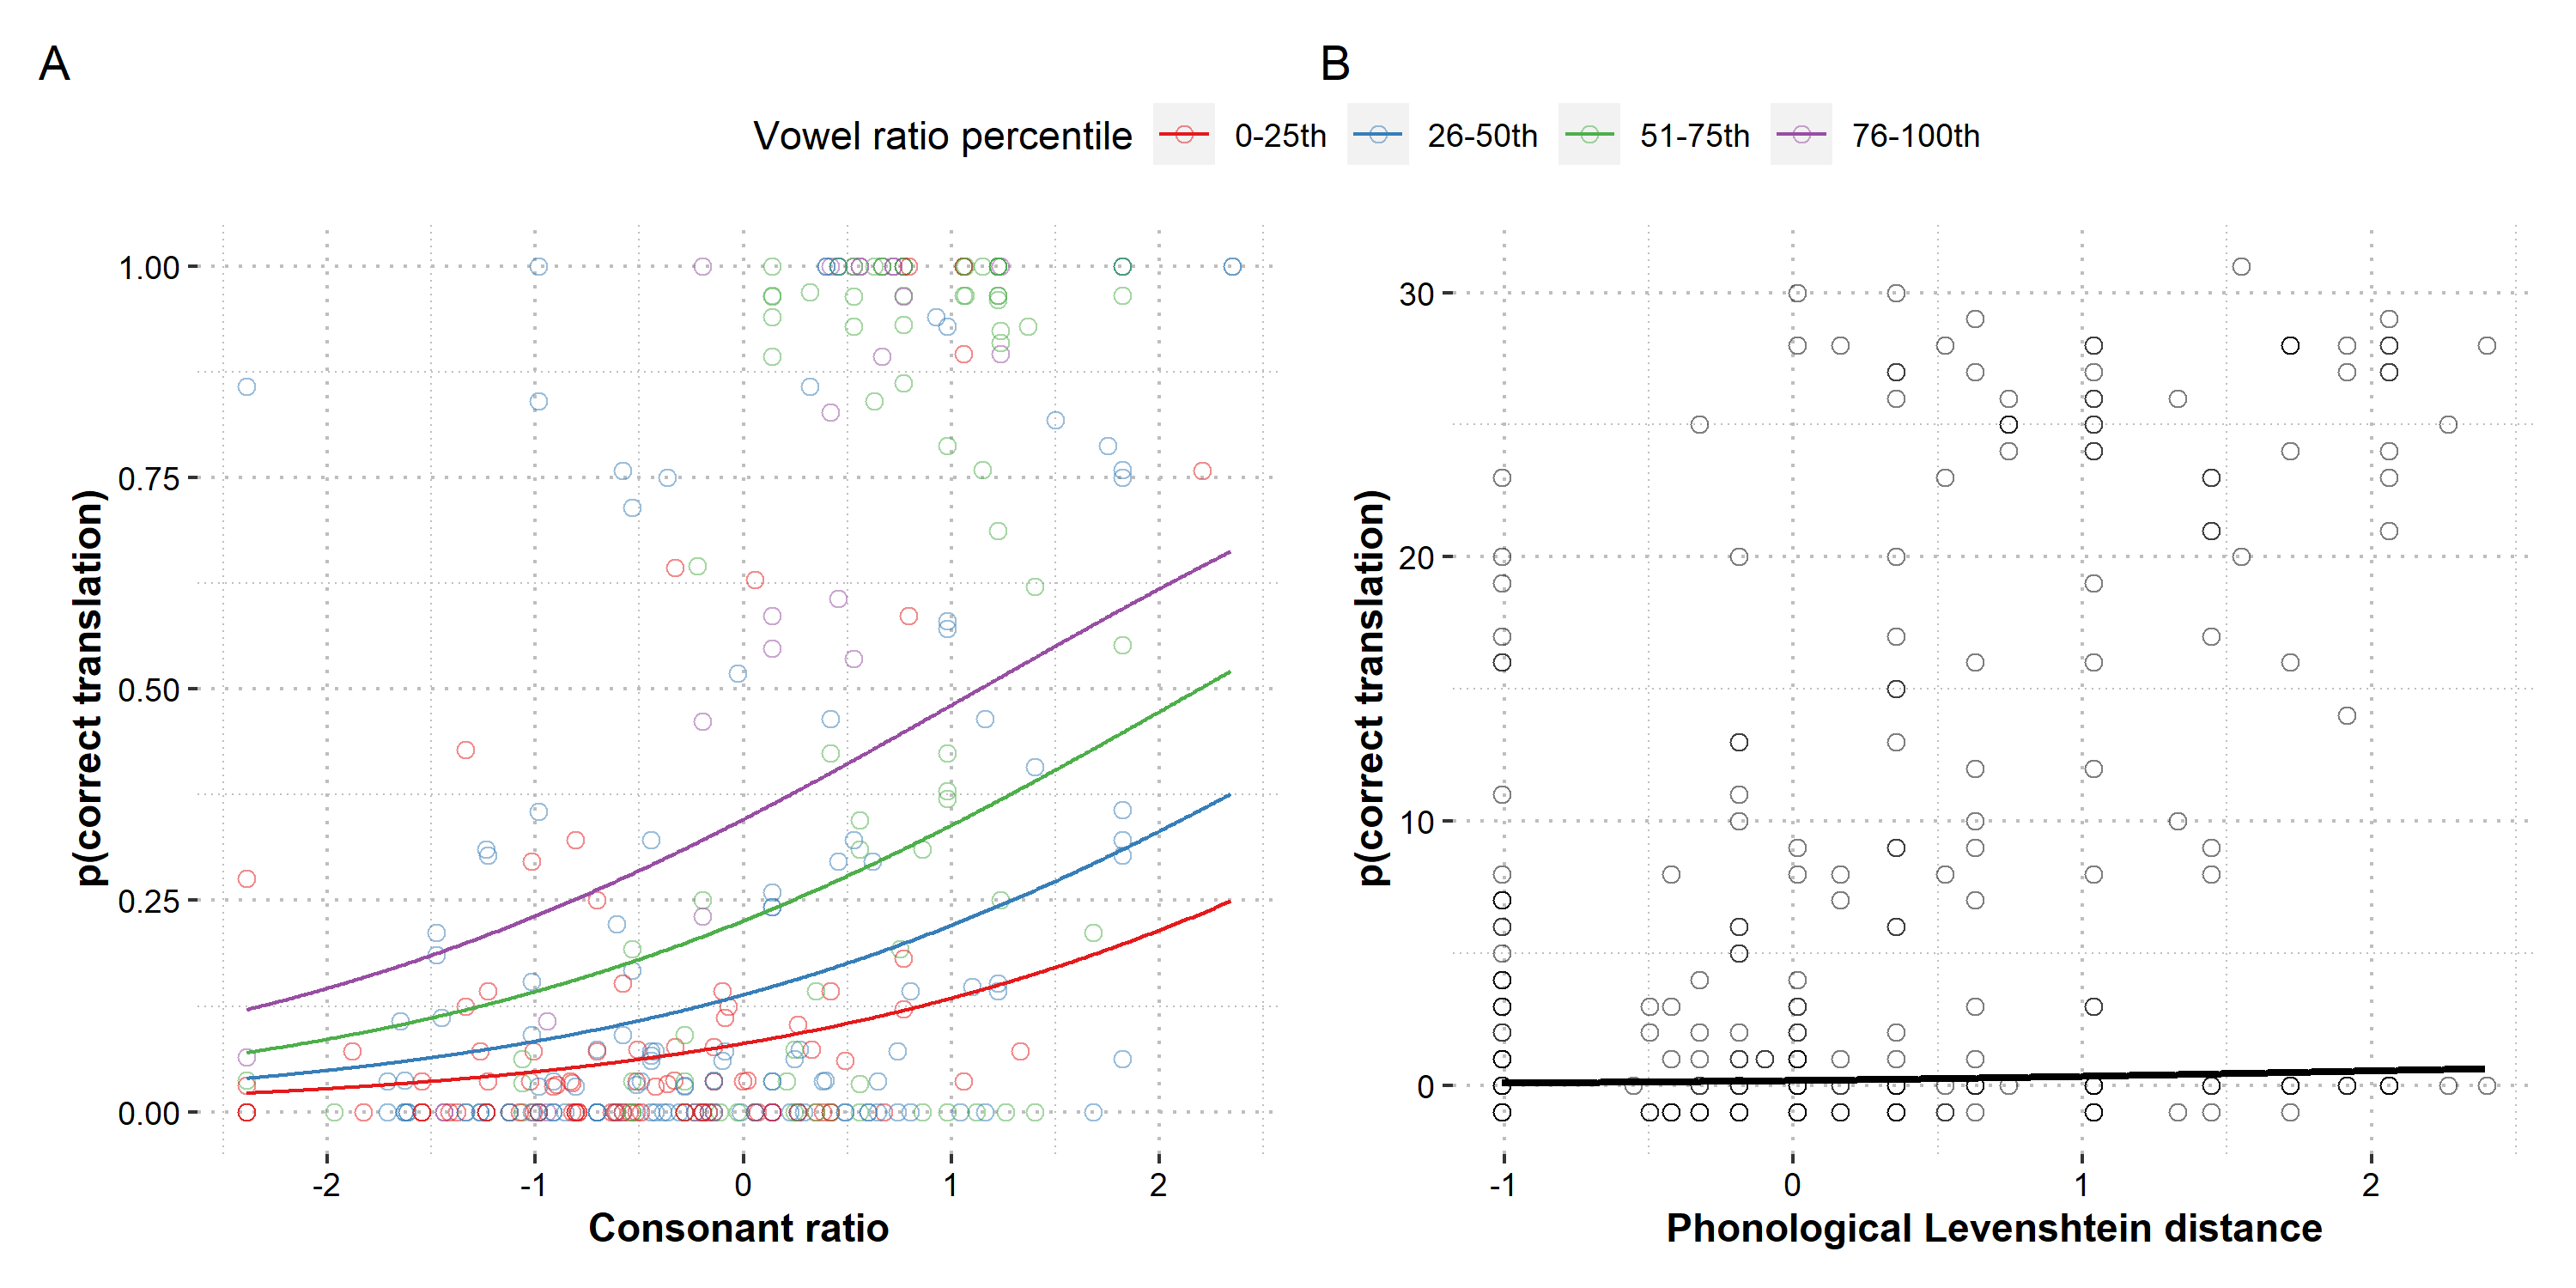 A
B
Vowel ratio percentile 0-25th 26-50th 51-75th 76-100th
p(correct translation)
1.00
0.75
0.50
0.25
0.00
-2 -1 0 1 2
Consonant ratio
p(correct translation)
30
20
10
0
-1 0 1 2
Phonological Levenshtein distance